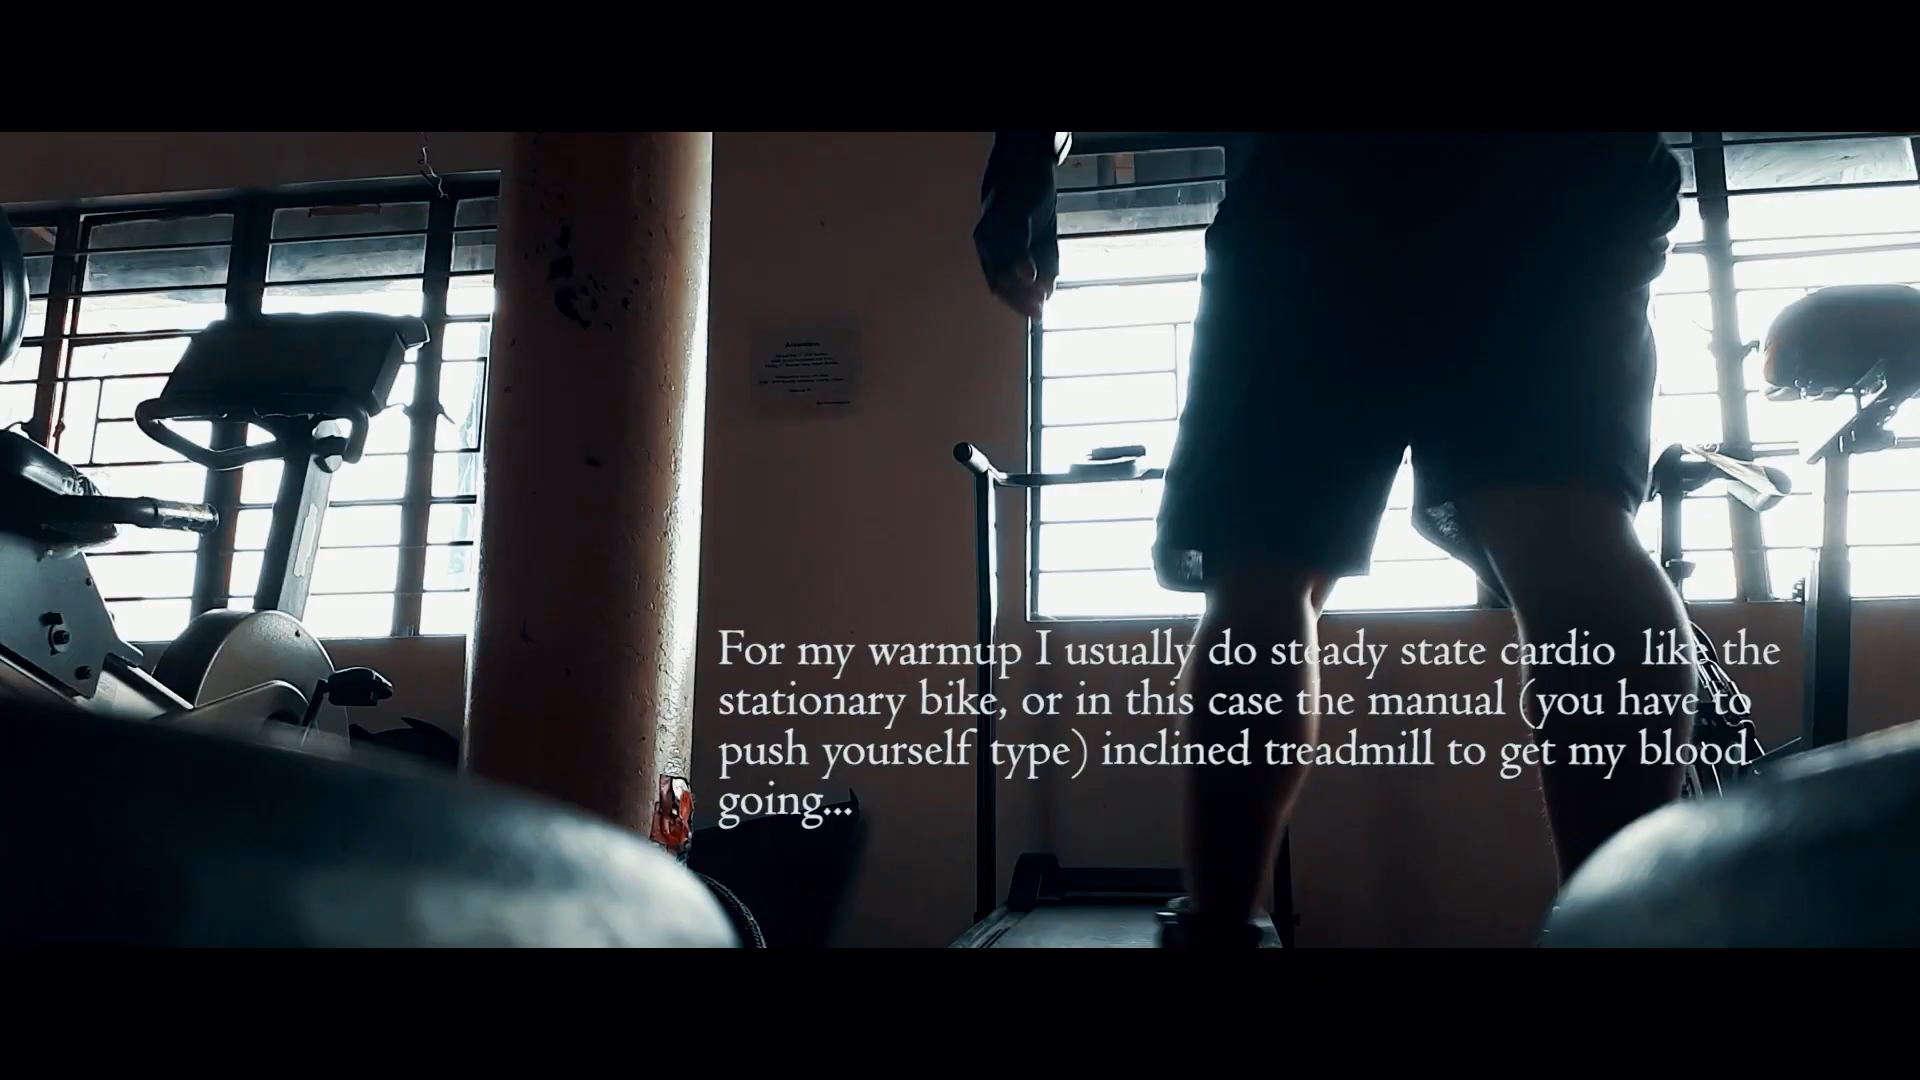 For my warmup I usually do steady state cardio  like the
stationary bike, or in this case the manual (you have to
push yourself type) inclined treadmill to get my blood
going...